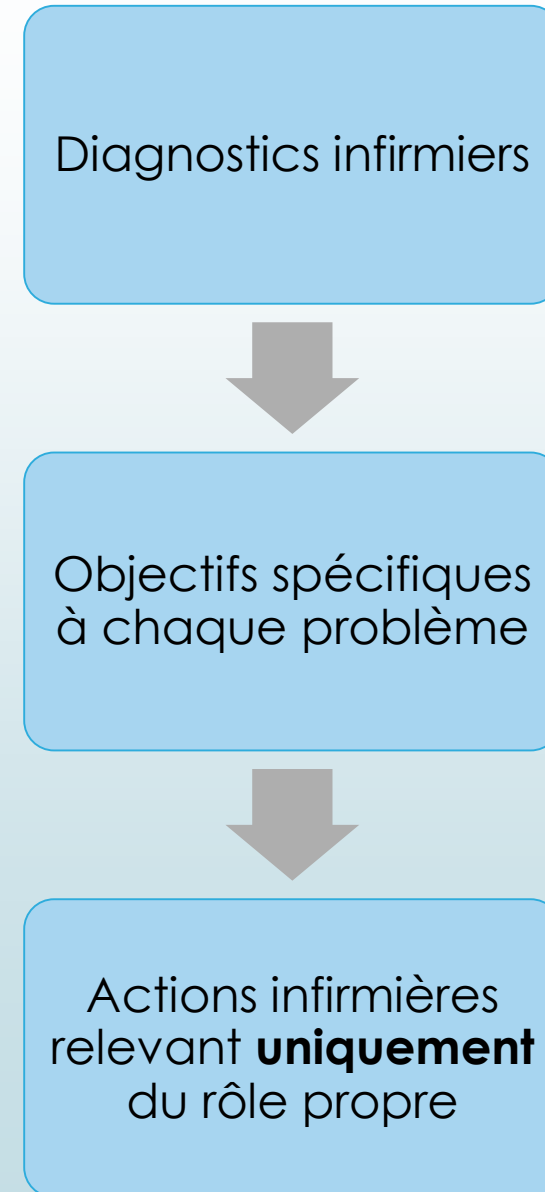 Diagnostics infirmiers
Objectifs spécifiques
à chaque problème
Actions infirmières
relevant uniquement
du rôle propre